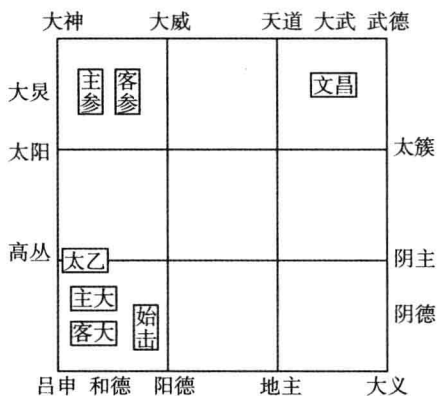 大神 大威 天道 大武 武德
大炅 主参 客参 文昌
太阳 太簇
高丛 太乙 阴主
主大 始击 阴德
客大
吕申 和德 阳德 地主 大义